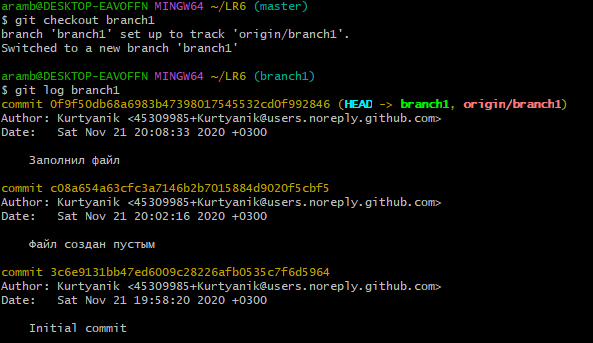 aramb@DESKTOP-EAVOFFN MINGW64 ~/LR6 (master)
$ git checkout branch1
branch 'branch1' set up to track 'origin/branch1'.
Switched to a new branch 'branch1'
aramb@DESKTOP-EAVOFFN MINGW64 ~/LR6 (branch1)
$ git log branch1
commit 0f9f50db68a6983b47398017545532cd0f992846 (HEAD -> branch1, origin/branch1)
Author: Kurtyanik <45309985+Kurtyanik@users.noreply.github.com>
Date:   Sat Nov 21 20:08:33 2020 +0300
Заполнил файл
commit c08a654a63cfc3a7146b2b7015884d9020f5cbf5
Author: Kurtyanik <45309985+Kurtyanik@users.noreply.github.com>
Date:   Sat Nov 21 20:02:16 2020 +0300
Файл создан пустым
commit 3c6e9131bb47ed6009c28226afb0535c7f6d5964
Author: Kurtyanik <45309985+Kurtyanik@users.noreply.github.com>
Date:   Sat Nov 21 19:58:20 2020 +0300
Initial commit